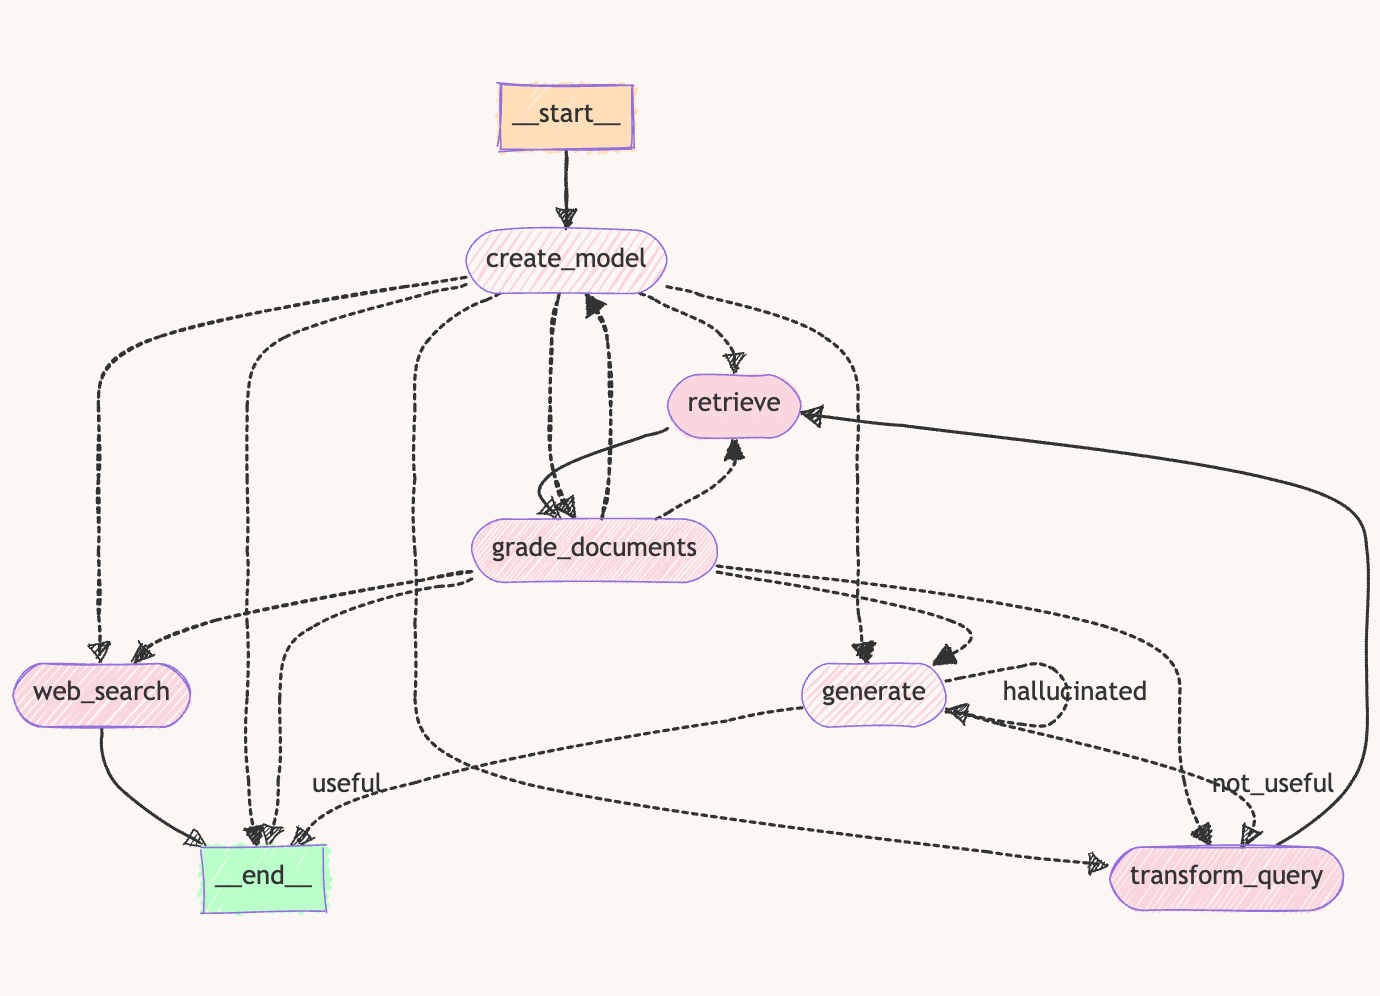 __start__
create_model
retrieve
grade_documents
web_search
generate
hallucinated
useful
not_useful
__end__
transform_query